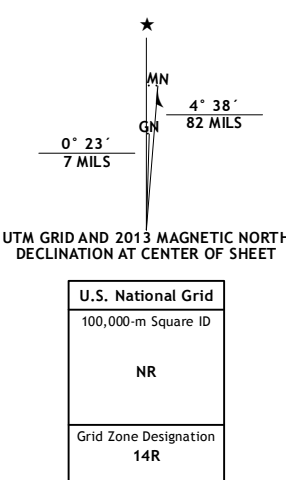 ★
MN
GN
4° 38´
82 MILS
0° 23´
7 MILS
UTM GRID AND 2013 MAGNETIC NORTH
DECLINATION AT CENTER OF SHEET
U.S. National Grid
100,000-m Square ID
NR
Grid Zone Designation
14R